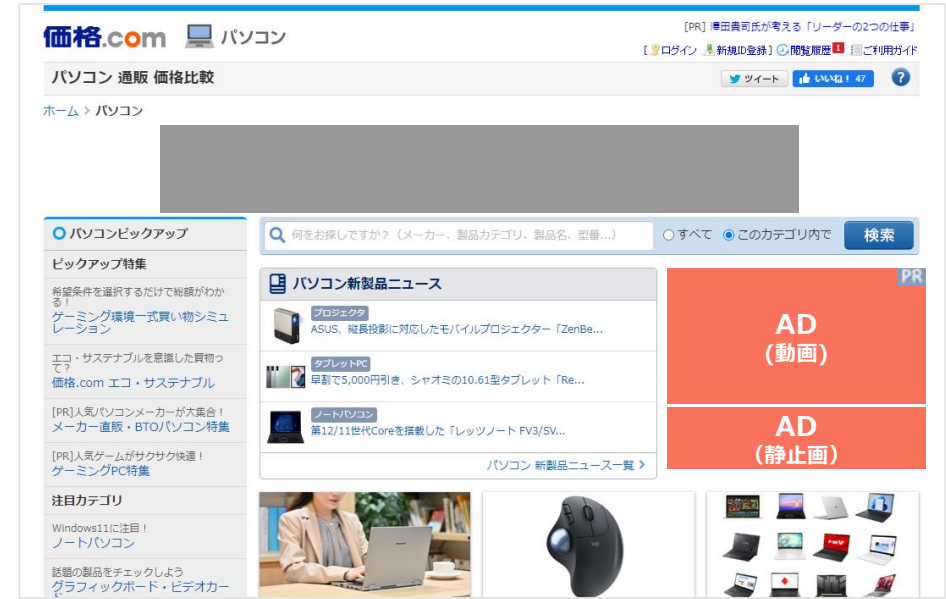 価格.com パソコン
[PR] 澤田貴司氏が考える「リーダーの2つの仕事」
[ ログイン 新規ID登録 ] 閲覧履歴 1 ご利用ガイド
パソコン 通販 価格比較
ツイート
いいね! 47
?
ホーム > パソコン
パソコンピックアップ
ピックアップ特集
希望条件を選択するだけで総額がわか
る!
ゲーミング環境一式買い物シミュ
レーション
エコ・サステナブルを意識した買物っ
て?
価格.com エコ・サステナブル
[PR]人気パソコンメーカーが大集合!
メーカー直販・BTOパソコン特集
[PR]人気ゲームがサクサク快適!
ゲーミングPC特集
注目カテゴリ
Windows11に注目!
ノートパソコン
話題の製品をチェックしよう
グラフィックボード・ビデオカー
何をお探しですか?(メーカー、製品カテゴリ、製品名、型番...)
すべて このカテゴリ内で 検索
パソコン新製品ニュース
プロジェクタ
ASUS、縦長投影に対応したモバイルプロジェクター「ZenBe...
タブレットPC
早割で5,000円引き、シャオミの10.61型タブレット「Re...
ノートパソコン
第12/11世代Coreを搭載した「レッツノート FV3/SV...
パソコン 新製品ニュース一覧 >
PR
AD
(動画)
AD
(静止画)